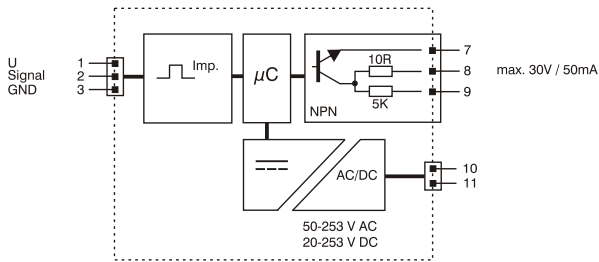 U 1
Signal 2
GND 3
Imp.
µC
10R
5K
NPN
7
8
9
max. 30V / 50mA
AC/DC
10
11
50-253 V AC
20-253 V DC